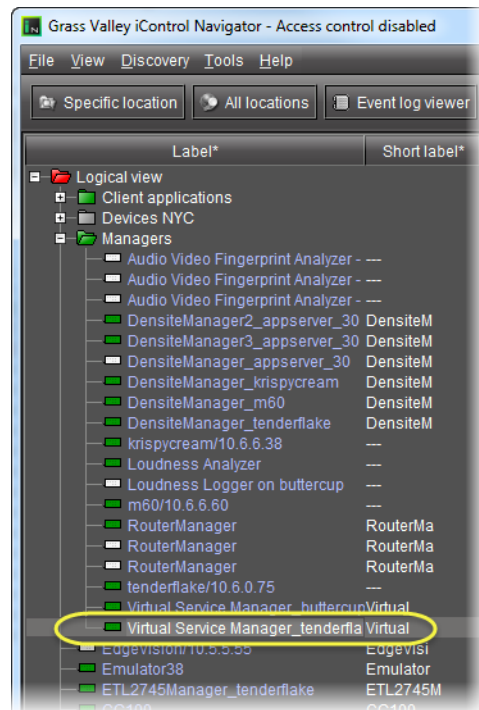 Grass Valley iControl Navigator - Access control disabled
File View Discovery Tools Help
Specific location All locations Event log viewer
Label* Short label*
Logical view
Client applications
Devices NYC
Managers
Audio Video Fingerprint Analyzer - ---
Audio Video Fingerprint Analyzer - ---
Audio Video Fingerprint Analyzer - ---
DensiteManager2_appserver_30 DensiteM
DensiteManager3_appserver_30 DensiteM
DensiteManager_appserver_30 DensiteM
DensiteManager_krispycream DensiteM
DensiteManager_m60 DensiteM
DensiteManager_tenderflake DensiteM
krispycream/10.6.6.38 ---
Loudness Analyzer ---
Loudness Logger on buttercup ---
m60/10.6.6.60 ---
RouterManager RouterMa
RouterManager RouterMa
RouterManager RouterMa
tenderflake/10.6.0.75 ---
Virtual Service Manager_buttercup Virtual
Virtual Service Manager_tenderfla Virtual
EdgeVision/10.5.5.55 EdgeVisi
Emulator38 Emulator
ETL2745Manager_tenderflake ETL2745M